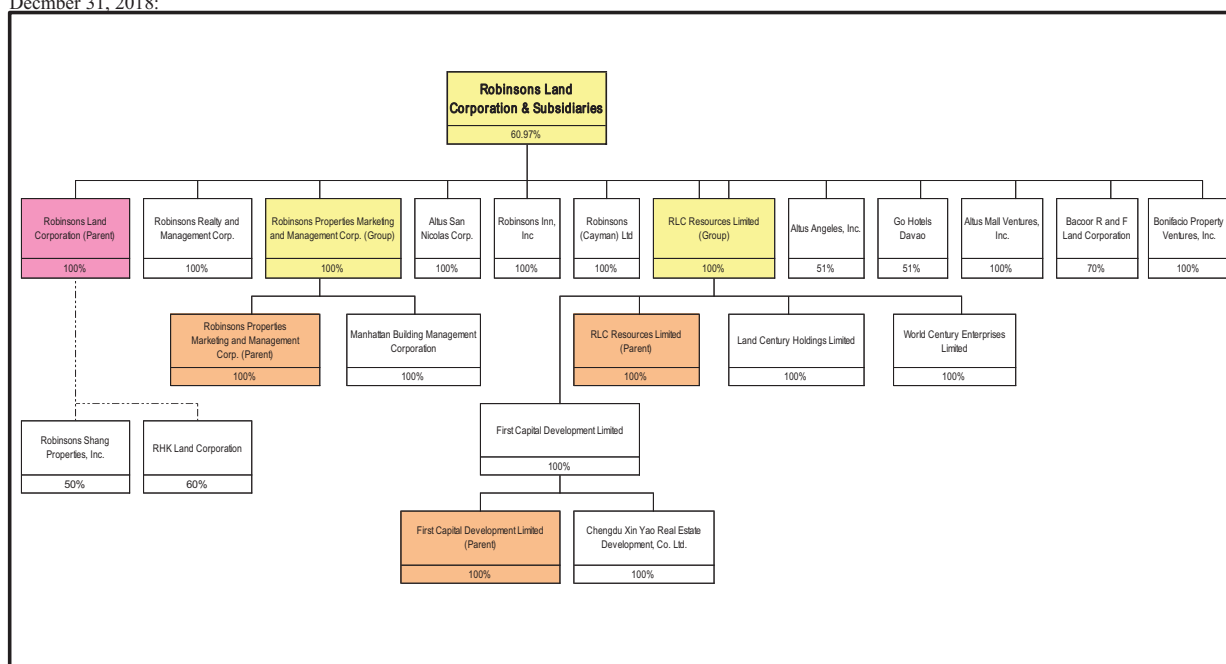 Decmber 31, 2018:
Robinsons Land
Corporation & Subsidiaries
60.97%
Robinsons Land
Corporation (Parent)
100%
Robinsons Realty and
Management Corp.
100%
Robinsons Properties Marketing
and Management Corp. (Group)
100%
Altus San
Nicolas Corp.
100%
Robinsons Inn,
Inc
100%
Robinsons
(Cayman) Ltd
100%
RLC Resources Limited
(Group)
100%
Altus Angeles, Inc.
51%
Go Hotels
Davao
51%
Altus Mall Ventures,
Inc.
100%
Bacoor R and F
Land Corporation
70%
Bonifacio Property
Ventures, Inc.
100%
Robinsons Properties
Marketing and Management
Corp. (Parent)
100%
Manhattan Building Management
Corporation
100%
RLC Resources Limited
(Parent)
100%
Land Century Holdings Limited
100%
World Century Enterprises
Limited
100%
Robinsons Shang
Properties, Inc.
50%
RHK Land Corporation
60%
First Capital Development Limited
100%
First Capital Development Limited
(Parent)
100%
Chengdu Xin Yao Real Estate
Development, Co. Ltd.
100%